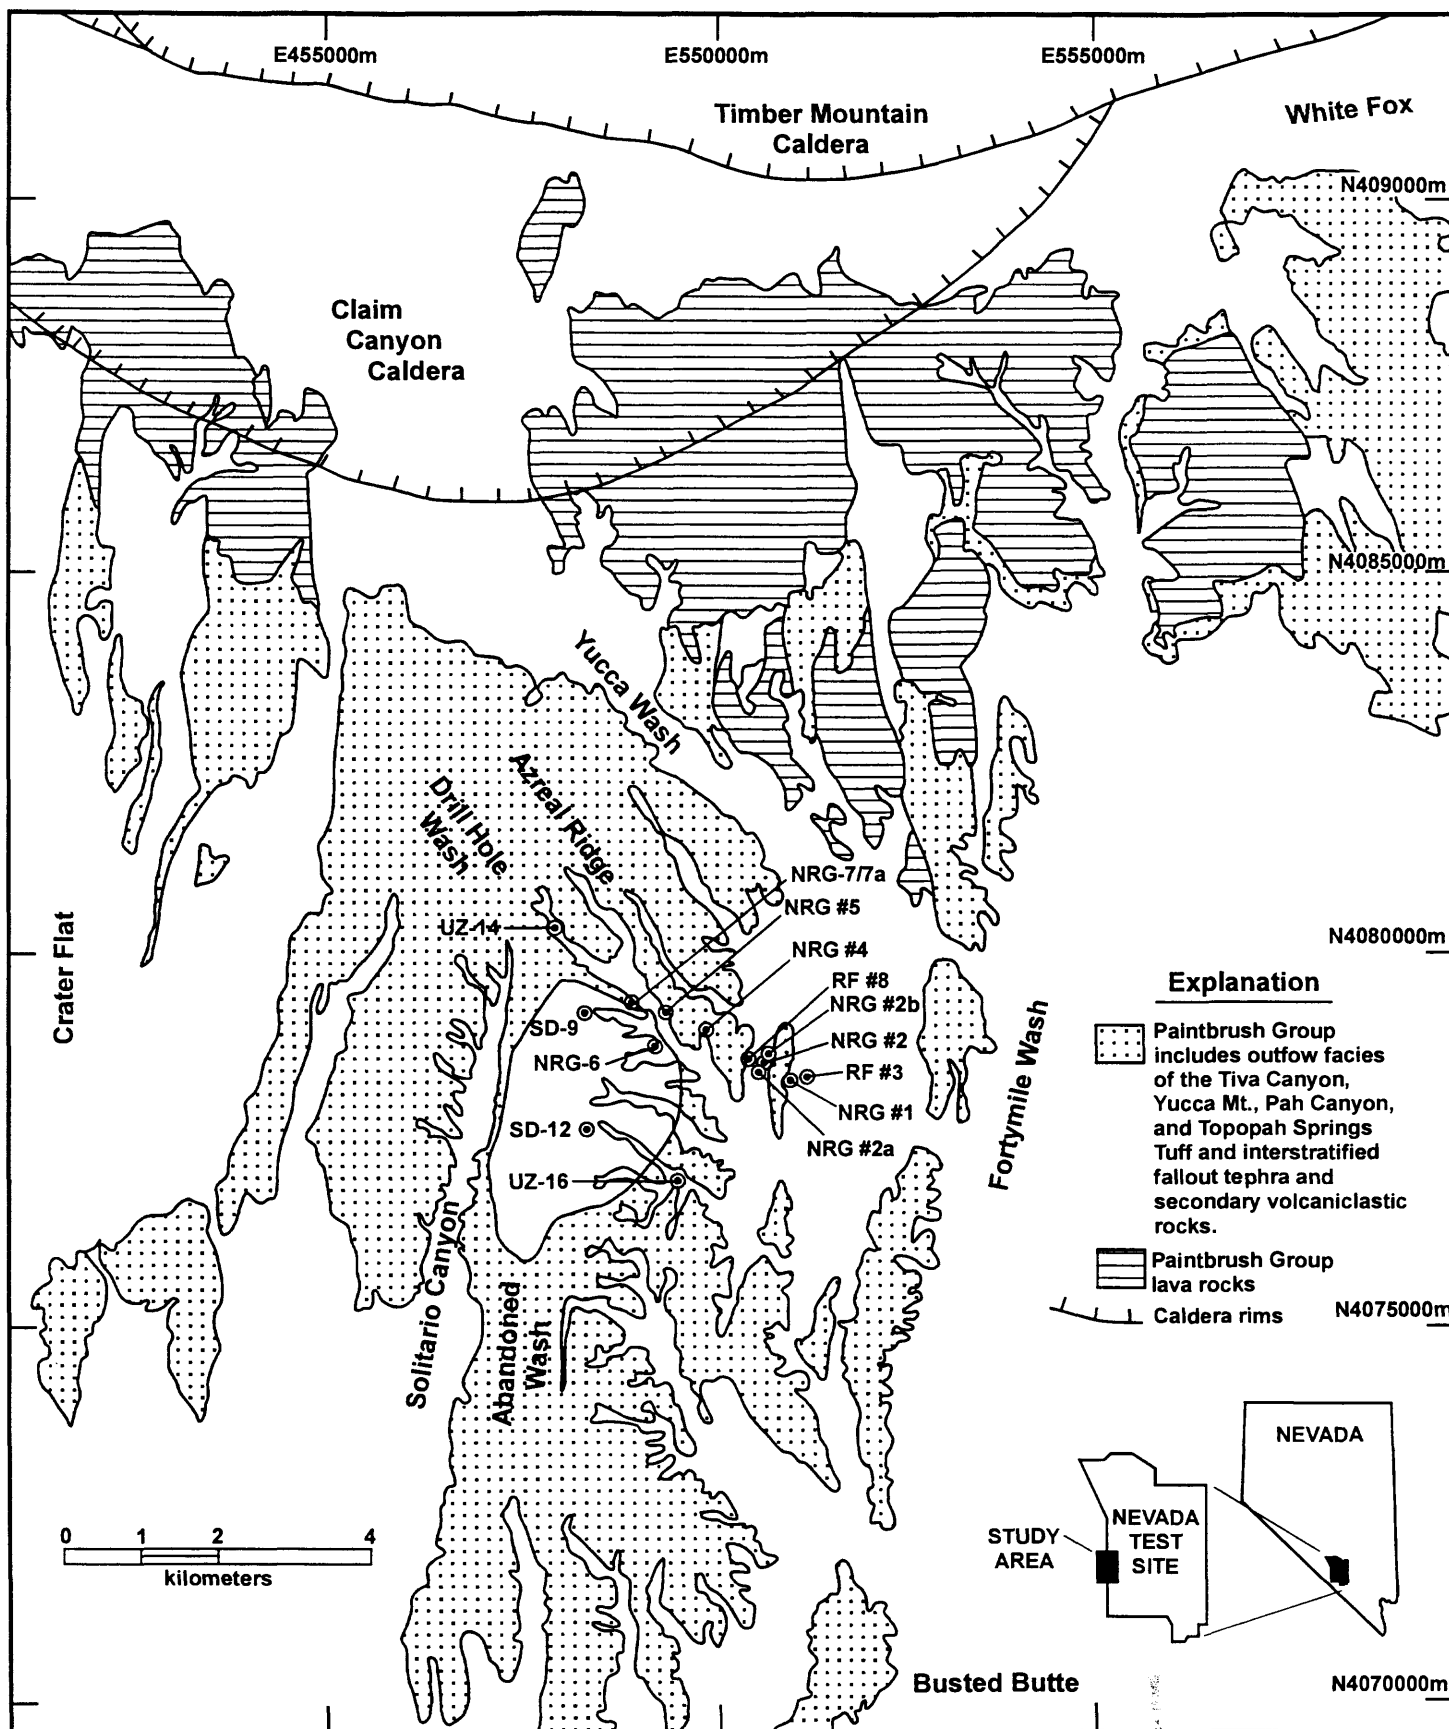 E455000m
E550000m
E555000m
Timber Mountain
Caldera
White Fox
N409000m
Claim
Canyon
Caldera
N4085000m
Yucca Wash
Azreal Ridge
Drill Hole
Wash
NRG-7/7a
NRG #5
UZ-14
NRG #4
N4080000m
Crater Flat
RF #8
NRG #2b
SD-9
NRG #2
NRG-6
RF #3
NRG #1
SD-12
NRG #2a
UZ-16
Fortymile Wash
Solitario Canyon
Abandoned
Wash
Explanation
Paintbrush Group
includes outfow facies
of the Tiva Canyon,
Yucca Mt., Pah Canyon,
and Topopah Springs
Tuff and interstratified
fallout tephra and
secondary volcaniclastic
rocks.
Paintbrush Group
lava rocks
Caldera rims
N4075000m
NEVADA
NEVADA
TEST
SITE
STUDY
AREA
0 1 2 4
kilometers
Busted Butte
N4070000m